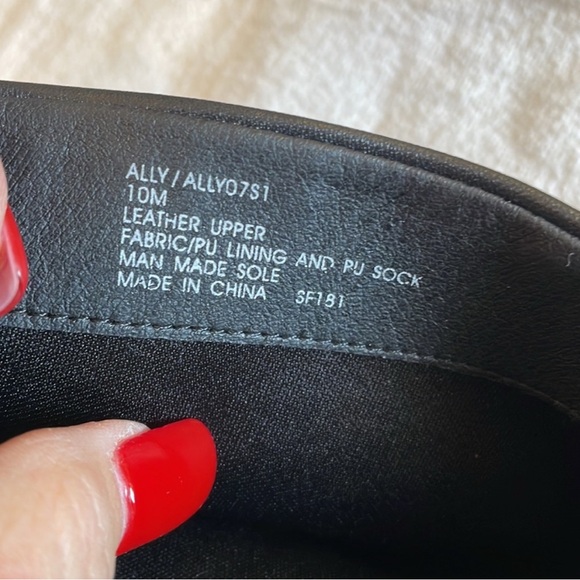 ALLY/ALLY07S1
10M
LEATHER UPPER
FABRIC/PU LINING AND PU SOCK
MAN MADE SOLE
MADE IN CHINA SF181